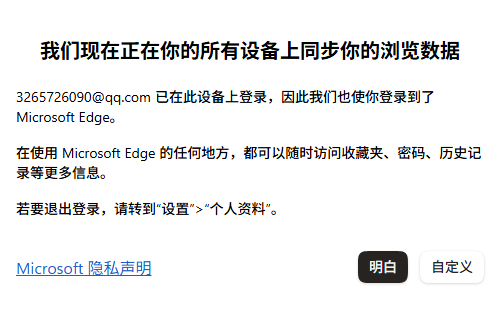 我们现在正在你的所有设备上同步你的浏览数据
3265726090@qq.com 已在此设备上登录，因此我们也使你登录到了
Microsoft Edge。
在使用 Microsoft Edge 的任何地方，都可以随时访问收藏夹、密码、历史记
录等更多信息。
若要退出登录，请转到“设置”>“个人资料”。
Microsoft 隐私声明
明白
自定义